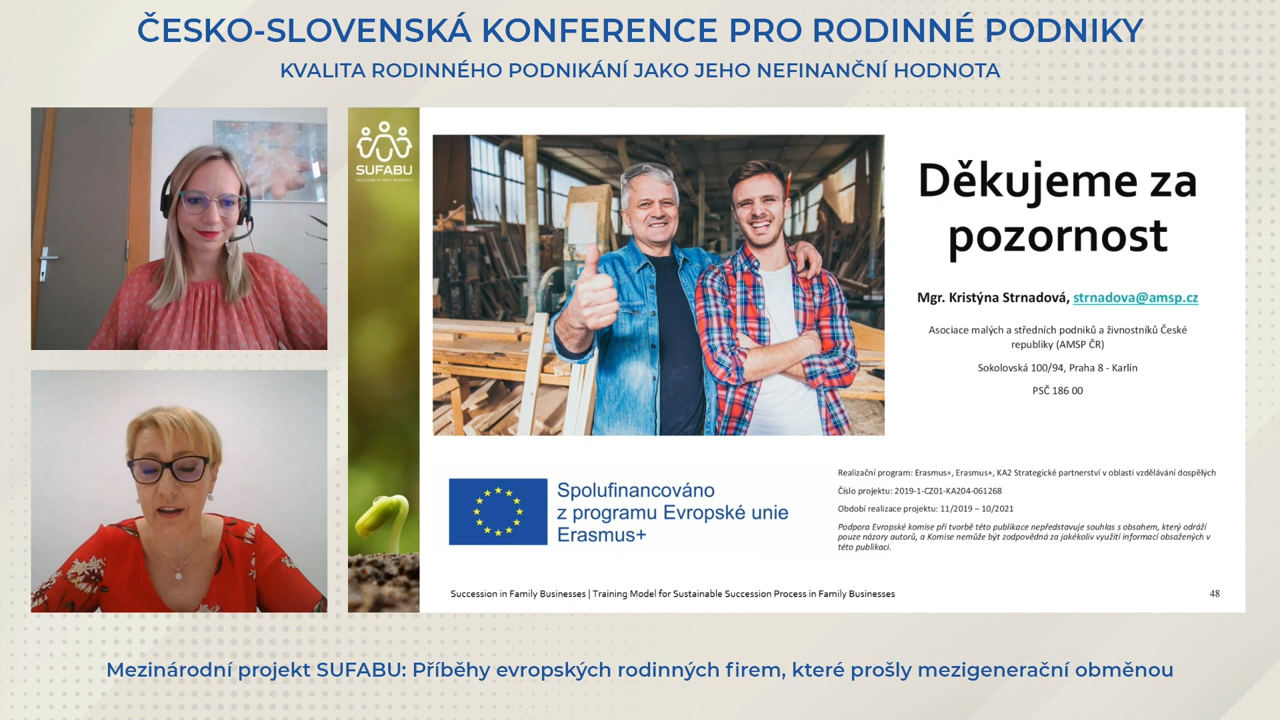 ČESKO-SLOVENSKÁ KONFERENCE PRO RODINNÉ PODNIKY
KVALITA RODINNÉHO PODNIKÁNÍ JAKO JEHO NEFINANČNÍ HODNOTA
SUFABU
Děkujeme za
pozornost
Mgr. Kristýna Strnadová, strnadova@amsp.cz
Asociace malých a středních podniků a živnostníků České
republiky (AMSP ČR)
Sokolovská 100/94, Praha 8 - Karlín
PSČ 186 00
Spolufinancováno
z programu Evropské unie
Erasmus+
Realizační program: Erasmus+, Erasmus+, KA2 Strategické partnerství v oblasti vzdělávání dospělých
Číslo projektu: 2019-1-CZ01-KA204-061268
Období realizace projektu: 11/2019 – 10/2021
Podpora Evropské komise při tvorbě této publikace nepředstavuje souhlas s obsahem, který odráží
pouze názory autorů, a Komise nemůže být zodpovědná za jakékoliv využití informací obsažených v
této publikaci.
Succession in Family Businesses | Training Model for Sustainable Succession Process in Family Businesses
48
Mezinárodní projekt SUFABU: Příběhy evropských rodinných firem, které prošly mezigenerační obměnou